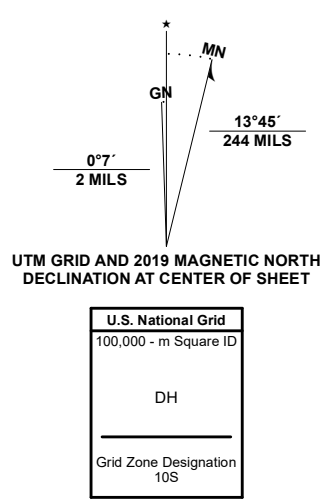 ★
MN
GN
13°45´
244 MILS
0°7´
2 MILS
UTM GRID AND 2019 MAGNETIC NORTH
DECLINATION AT CENTER OF SHEET
U.S. National Grid
100,000 - m Square ID
DH
Grid Zone Designation
10S